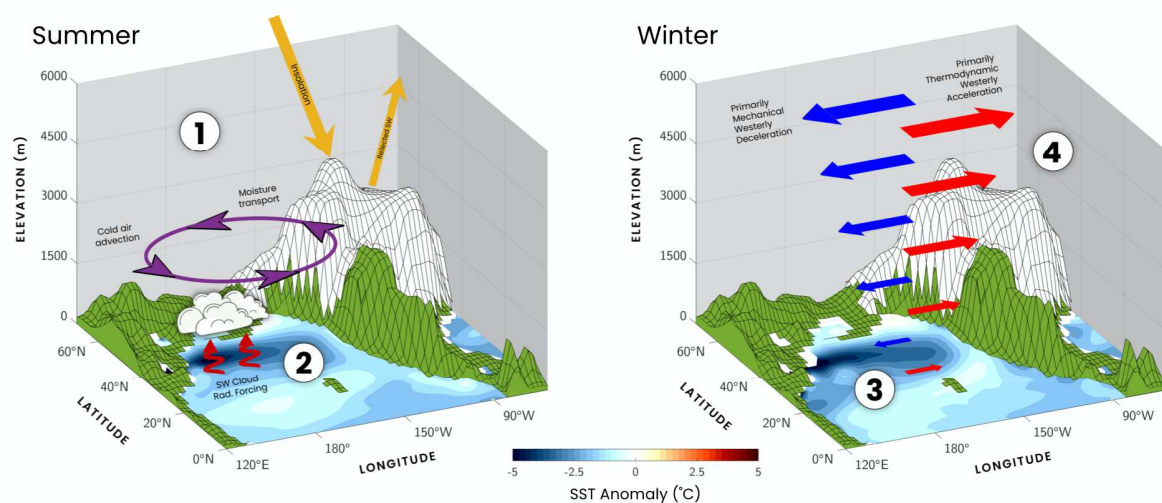 Summer
ELEVATION (m)
6000
4500
3000
1500
0
1
Insolation
Reflected SW
Moisture
transport
Cold air
advection
2
SW Cloud
Rad. Forcing
60°N
40°N
20°N
0°N
LATITUDE
120°E
180°
150°W
90°W
LONGITUDE
Winter
ELEVATION (m)
6000
4500
3000
1500
0
Primarily
Mechanical
Westerly
Deceleration
Primarily
Thermodynamic
Westerly
Acceleration
4
3
60°N
40°N
20°N
0°N
LATITUDE
120°E
180°
150°W
90°W
LONGITUDE
-5
-2.5
0
2.5
5
SST Anomaly (°C)